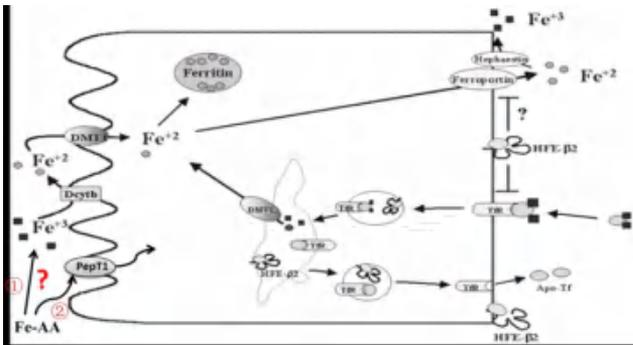 Fe+3
Hephaestin
Ferroportin
Fe+2
Ferritin
?
DMT1
Fe+2
HFE-β2
Fe+2
Dcytb
DMT1
TfR
TfR
Fe+3
TfR
PepT1
HFE-β2
①
?
②
TfR
TfR
Apo-Tf
Fe-AA
HFE-β2